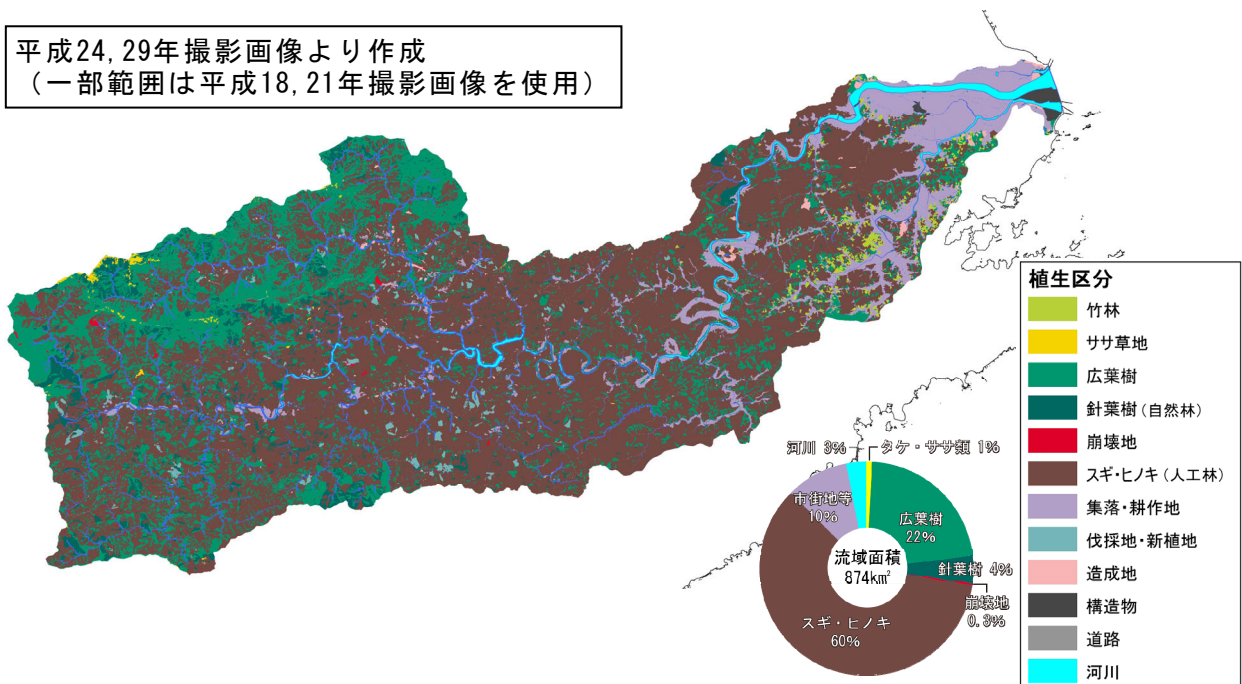 平成24,29年撮影画像より作成
（一部範囲は平成18,21年撮影画像を使用）
植生区分
竹林
ササ草地
広葉樹
針葉樹（自然林）
崩壊地
スギ・ヒノキ（人工林）
集落・耕作地
伐採地・新植地
造成地
構造物
道路
河川
河川 3%
タケ・ササ類 1%
市街地等
10%
広葉樹
22%
流域面積
874k㎡
針葉樹 4%
崩壊地
0.3%
スギ・ヒノキ
60%